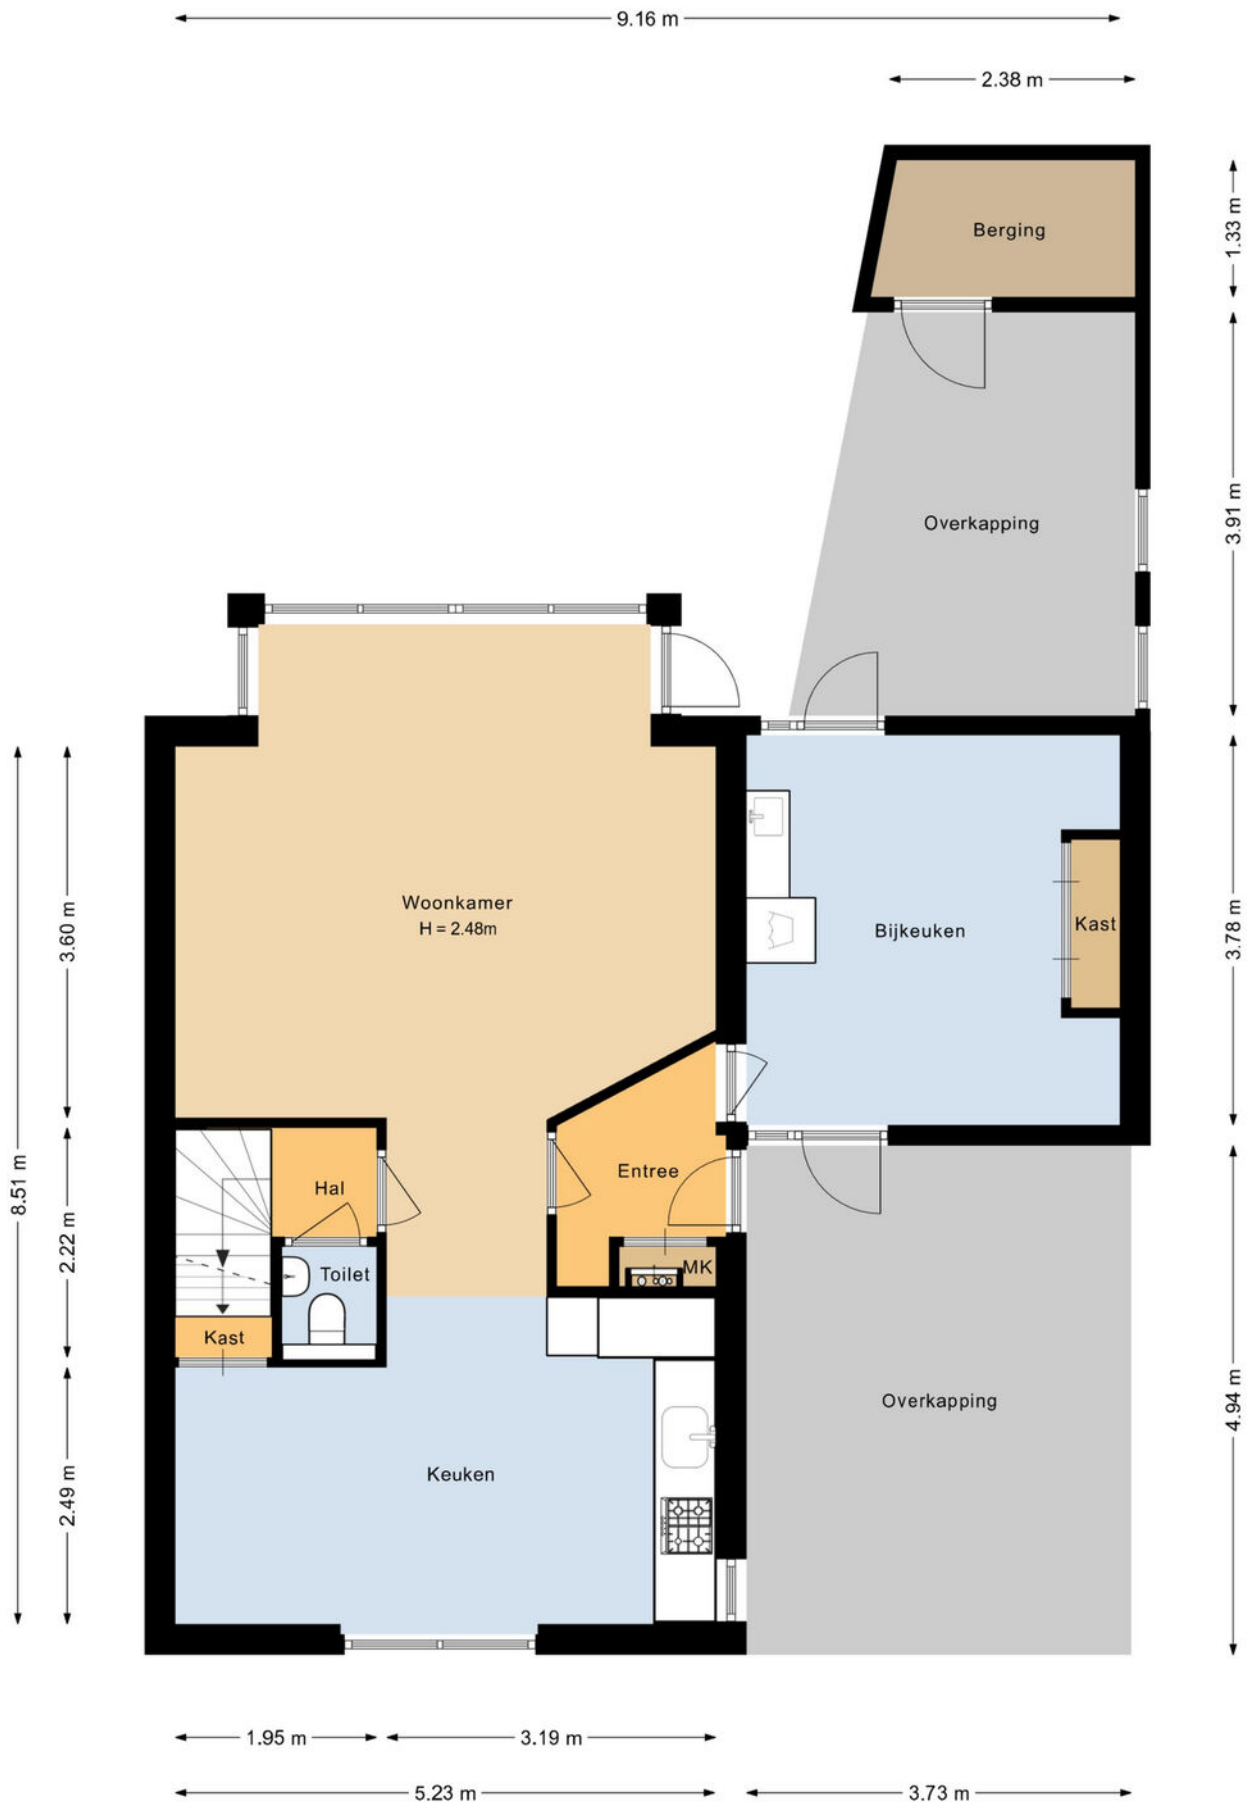 9.16 m
2.38 m
Berging
1.33 m
Overkapping
3.91 m
Woonkamer
H = 2.48m
3.60 m
Bijkeuken
Kast
3.78 m
8.51 m
Entree
Hal
2.22 m
MK
Toilet
Kast
Overkapping
4.94 m
Keuken
2.49 m
1.95 m
3.19 m
5.23 m
3.73 m